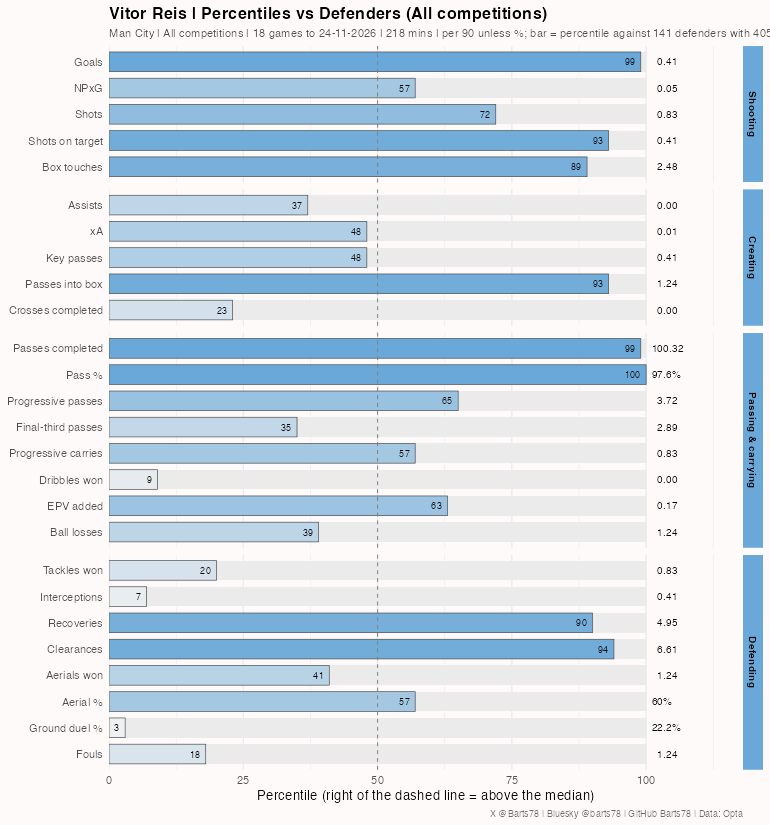 Vitor Reis | Percentiles vs Defenders (All competitions)
Man City | All competitions | 18 games to 24-11-2026 | 218 mins | per 90 unless %; bar = percentile against 141 defenders with 405
Goals 99 0.41
NPxG 57 0.05
Shots 72 0.83
Shots on target 93 0.41
Box touches 89 2.48
Shooting
Assists 37 0.00
xA 48 0.01
Key passes 48 0.41
Passes into box 93 1.24
Crosses completed 23 0.00
Creating
Passes completed 99 100.32
Pass % 100 97.6%
Progressive passes 65 3.72
Final-third passes 35 2.89
Progressive carries 57 0.83
Dribbles won 9 0.00
EPV added 63 0.17
Ball losses 39 1.24
Passing & carrying
Tackles won 20 0.83
Interceptions 7 0.41
Recoveries 90 4.95
Clearances 94 6.61
Aerials won 41 1.24
Aerial % 57 60%
Ground duel % 3 22.2%
Fouls 18 1.24
Defending
0 25 50 75 100
Percentile (right of the dashed line = above the median)
X @Barts78 | Bluesky @barts78 | GitHub Barts78 | Data: Opta